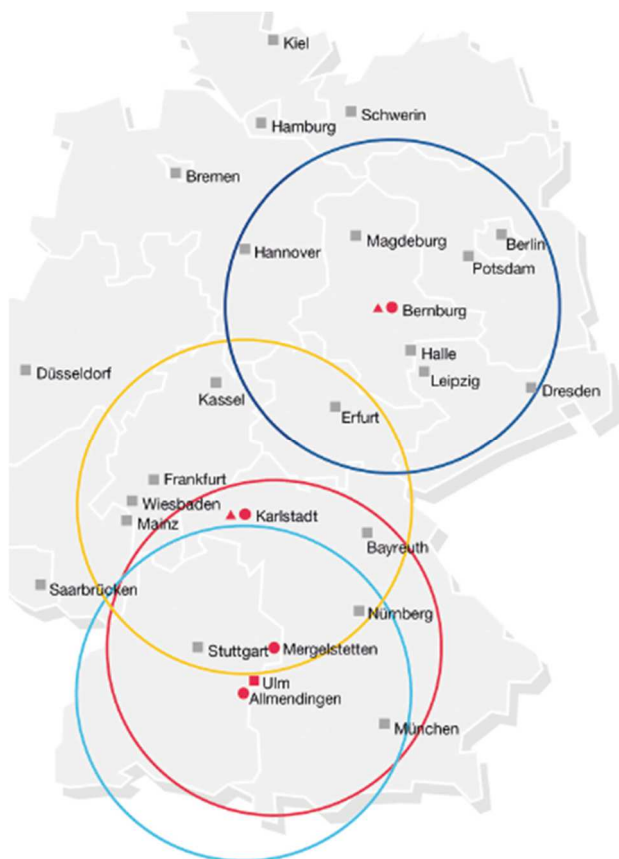 Kiel
Schwerin
Hamburg
Bremen
Magdeburg
Berlin
Hannover
Potsdam
Bernburg
Halle
Düsseldorf
Leipzig
Kassel
Dresden
Erfurt
Frankfurt
Wiesbaden
Karlstadt
Mainz
Bayreuth
Saarbrücken
Nürnberg
Stuttgart
Mergelstetten
Ulm
Allmendingen
München